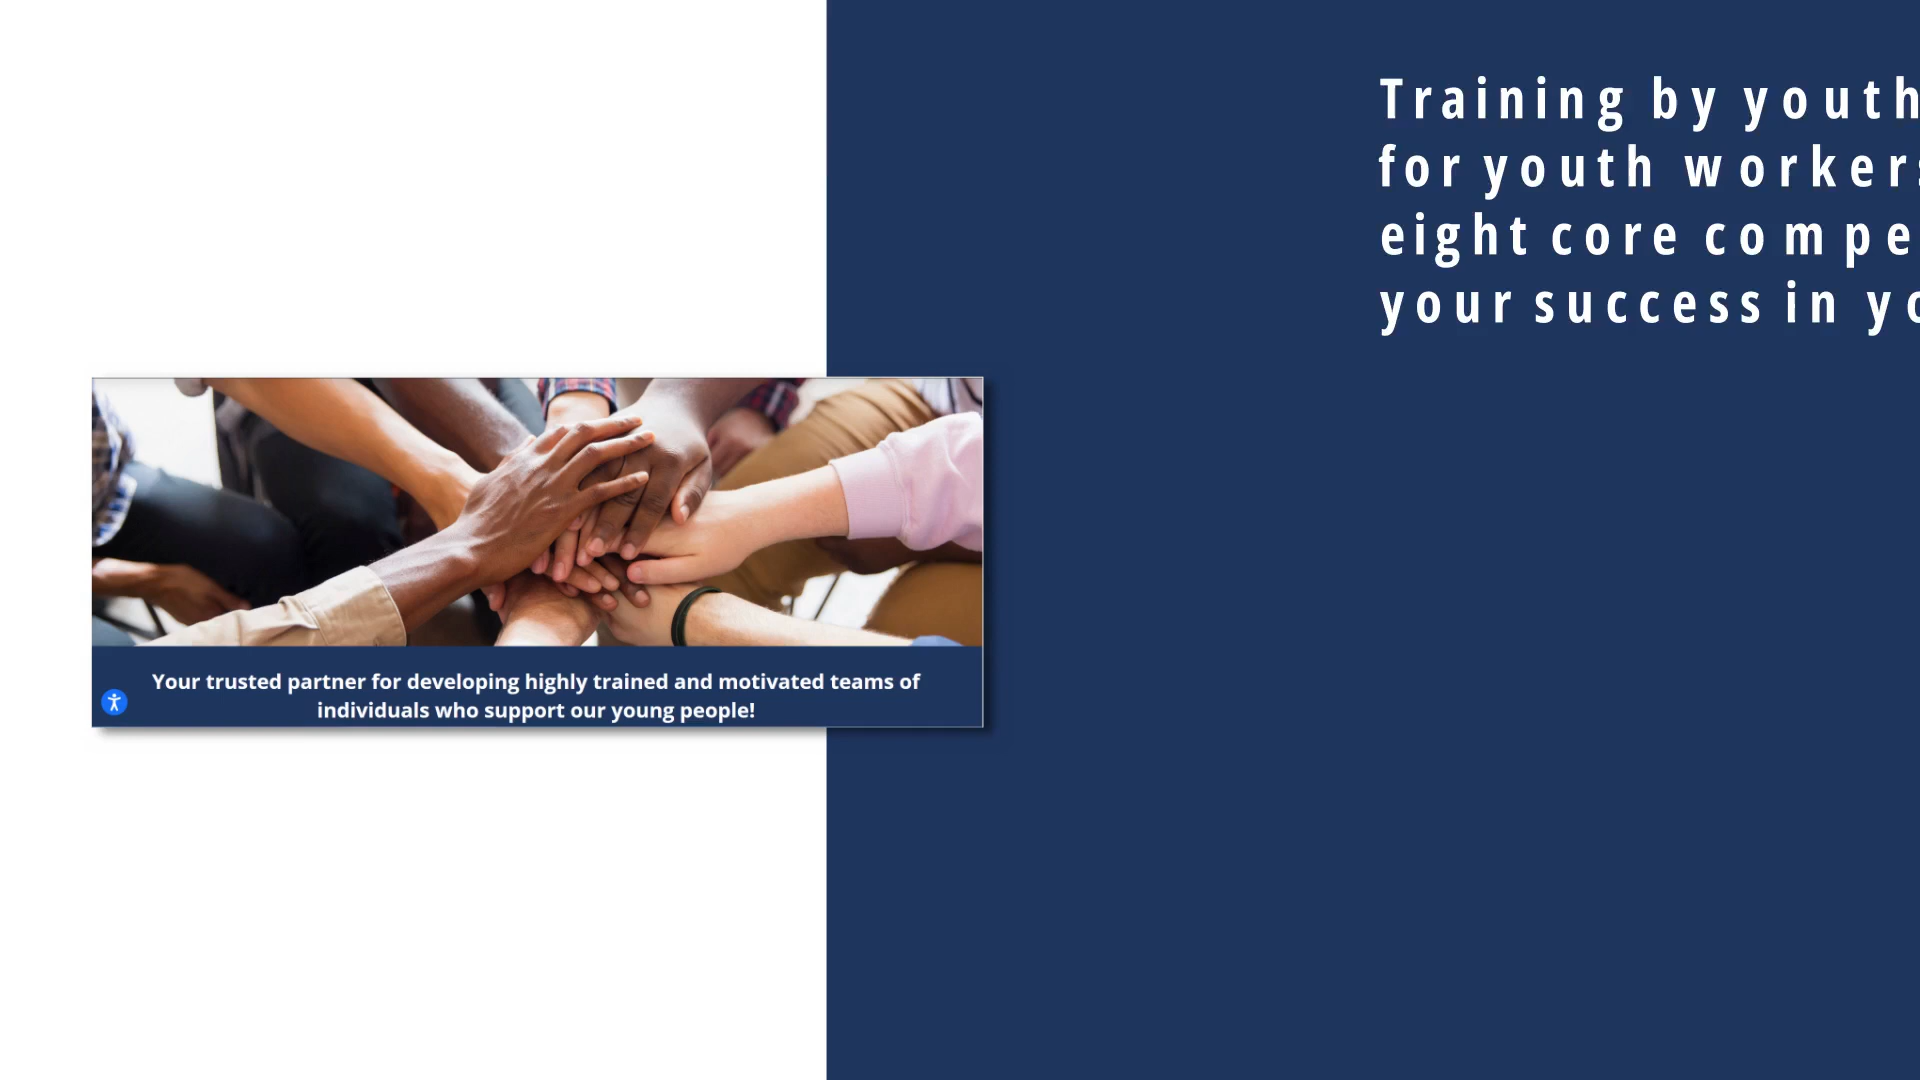 Training by youth
for youth workers
eight core compe
your success in yo
Your trusted partner for developing highly trained and motivated teams of
individuals who support our young people!